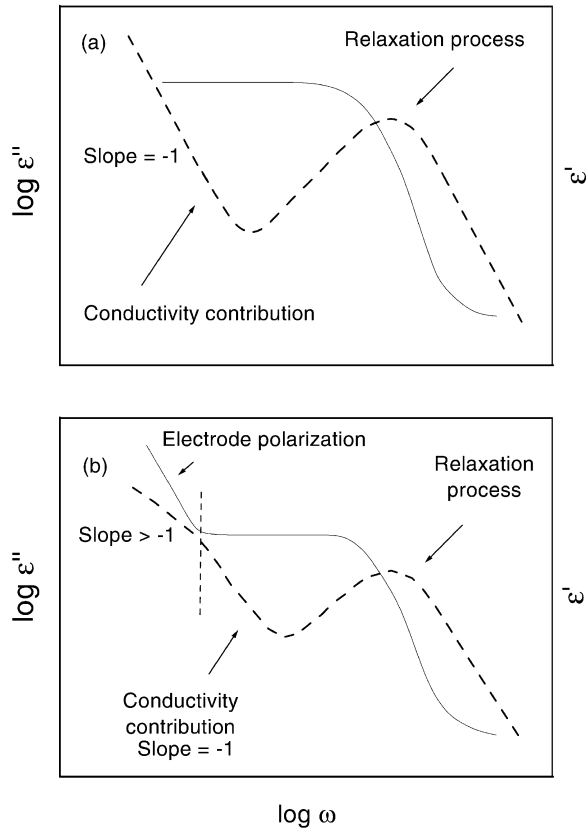 (a)
Relaxation process
log ε"
Slope = -1
ε'
Conductivity contribution
(b)
Electrode polarization
Relaxation
process
log ε"
Slope > -1
ε'
Conductivity
contribution
Slope = -1
log ω